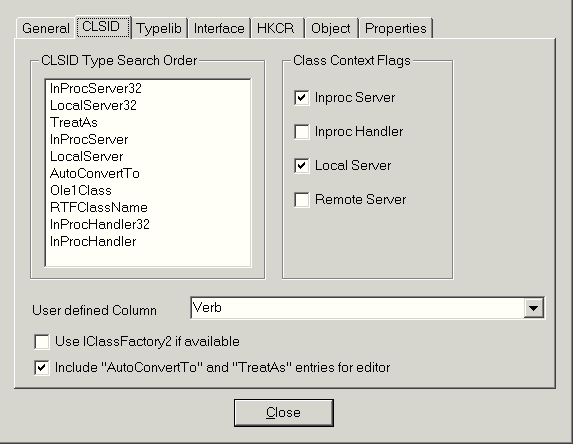 General CLSID Typelib Interface HKCR Object Properties
CLSID Type Search Order
InProcServer32
LocalServer32
TreatAs
InProcServer
LocalServer
AutoConvertTo
Ole1Class
RTFClassName
InProcHandler32
InProcHandler
Class Context Flags
Inproc Server
Inproc Handler
Local Server
Remote Server
User defined Column Verb
Use IClassFactory2 if available
Include "AutoConvertTo" and "TreatAs" entries for editor
Close